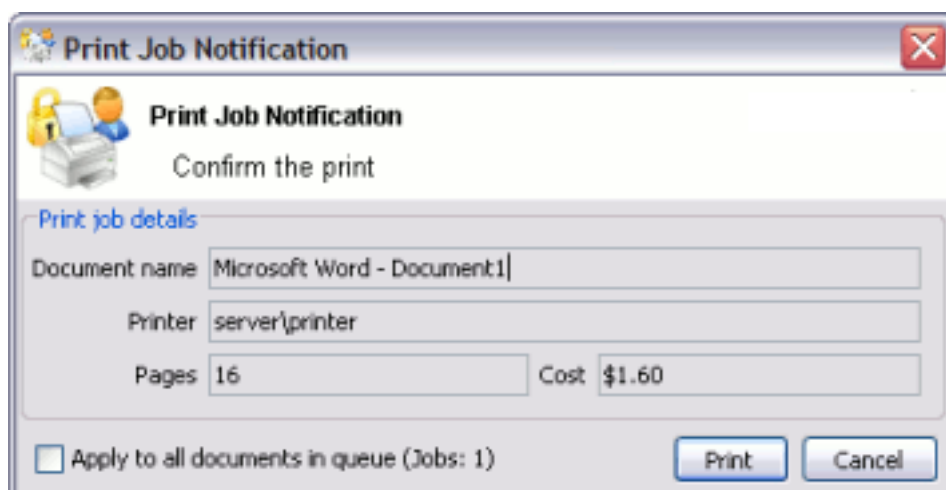 Print Job Notification
Print Job Notification
Confirm the print
Print job details
Document name Microsoft Word - Document1
Printer server\printer
Pages 16 Cost $1.60
Apply to all documents in queue (Jobs: 1) Print Cancel